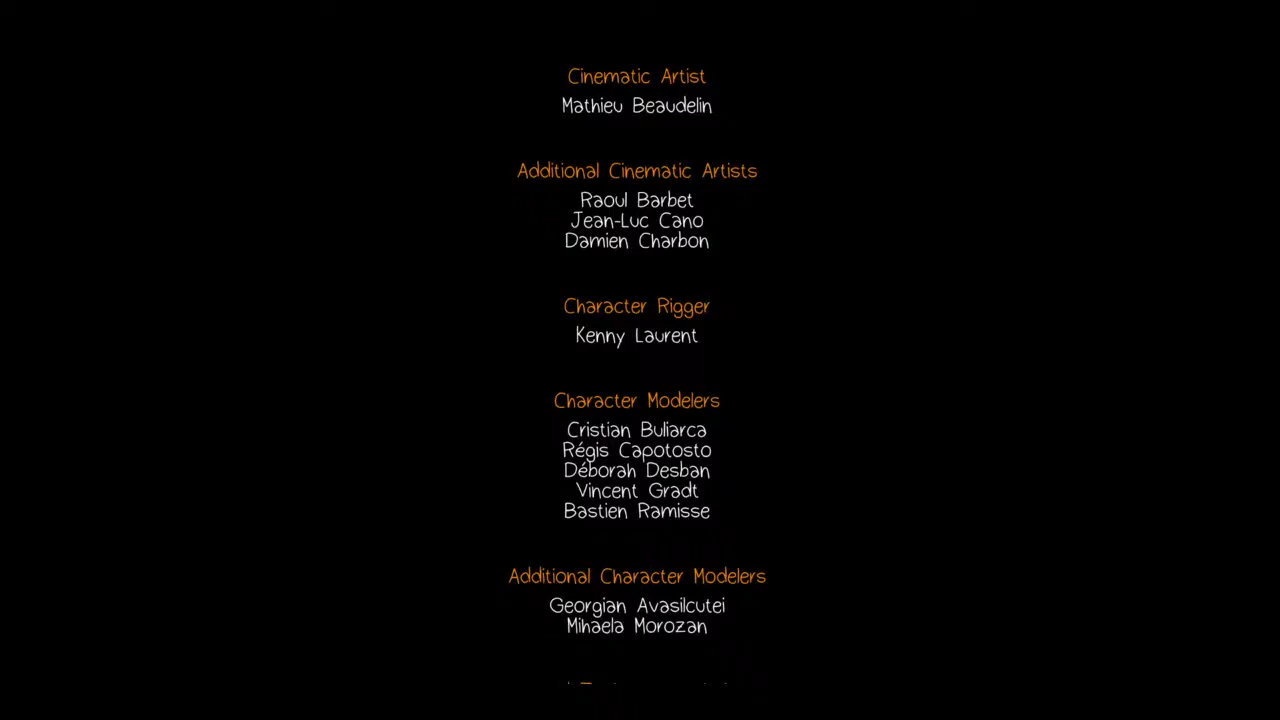 Cinematic Artist
Mathieu Beaudelin
Additional Cinematic Artists
Raoul Barbet
Jean-Luc Cano
Damien Charbon
Character Rigger
Kenny Laurent
Character Modelers
Cristian Buliarca
Régis Capotosto
Déborah Desban
Vincent Gradt
Bastien Ramisse
Additional Character Modelers
Georgian Avasilcutei
Mihaela Morozan